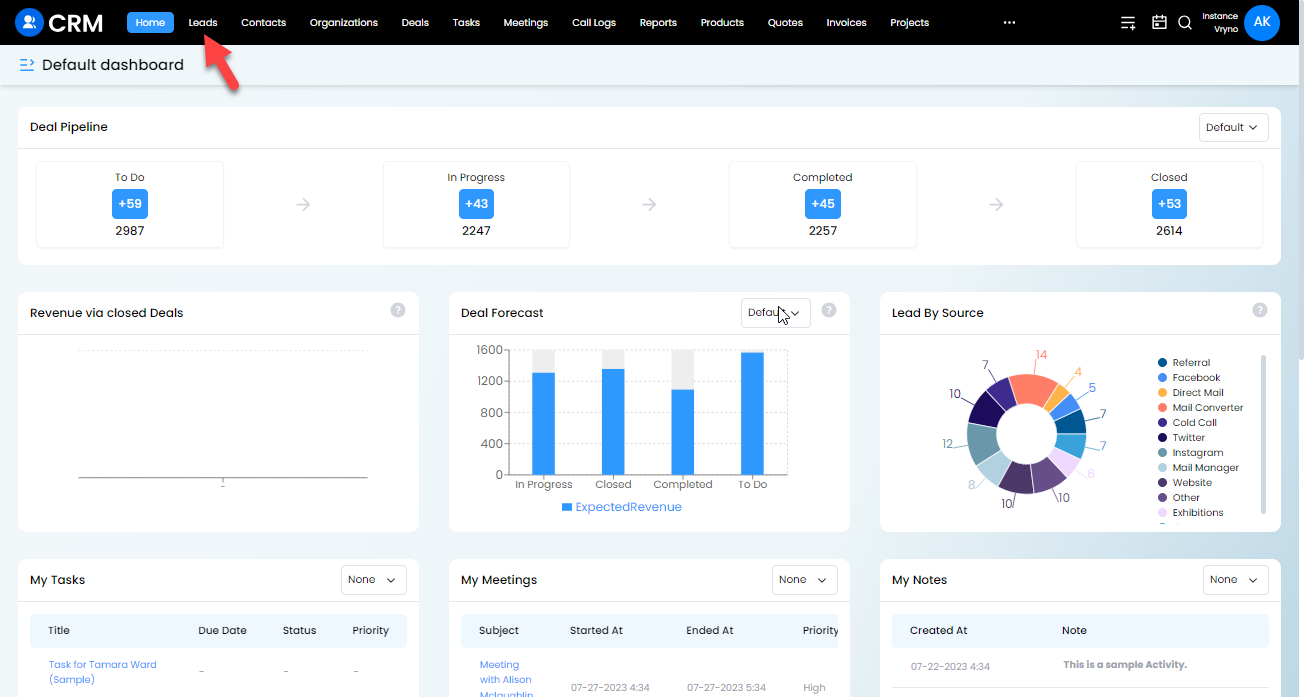 CRM
Home
Leads
Contacts
Organizations
Deals
Tasks
Meetings
Call Logs
Reports
Products
Quotes
Invoices
Projects
Instance
Vryno
AK
Default dashboard
Deal Pipeline
Default
To Do
+59
2987
In Progress
+43
2247
Completed
+45
2257
Closed
+53
2614
Revenue via closed Deals
?
-
Deal Forecast
Default
?
1600
1200
800
400
0
In Progress
Closed
Completed
To Do
ExpectedRevenue
Lead By Source
?
14
4
5
7
7
6
10
10
8
12
10
7
Referral
Facebook
Direct Mail
Mail Converter
Cold Call
Twitter
Instagram
Mail Manager
Website
Other
Exhibitions
My Tasks
None
Title Due Date Status Priority
Task for Tamara Ward
(Sample)
– – –
My Meetings
None
Subject Started At Ended At Priority
Meeting
with Alison
Mclaughlin
07-27-2023 4:34 07-27-2023 5:34 High
My Notes
None
Created At Note
07-22-2023 4:34 This is a sample Activity.